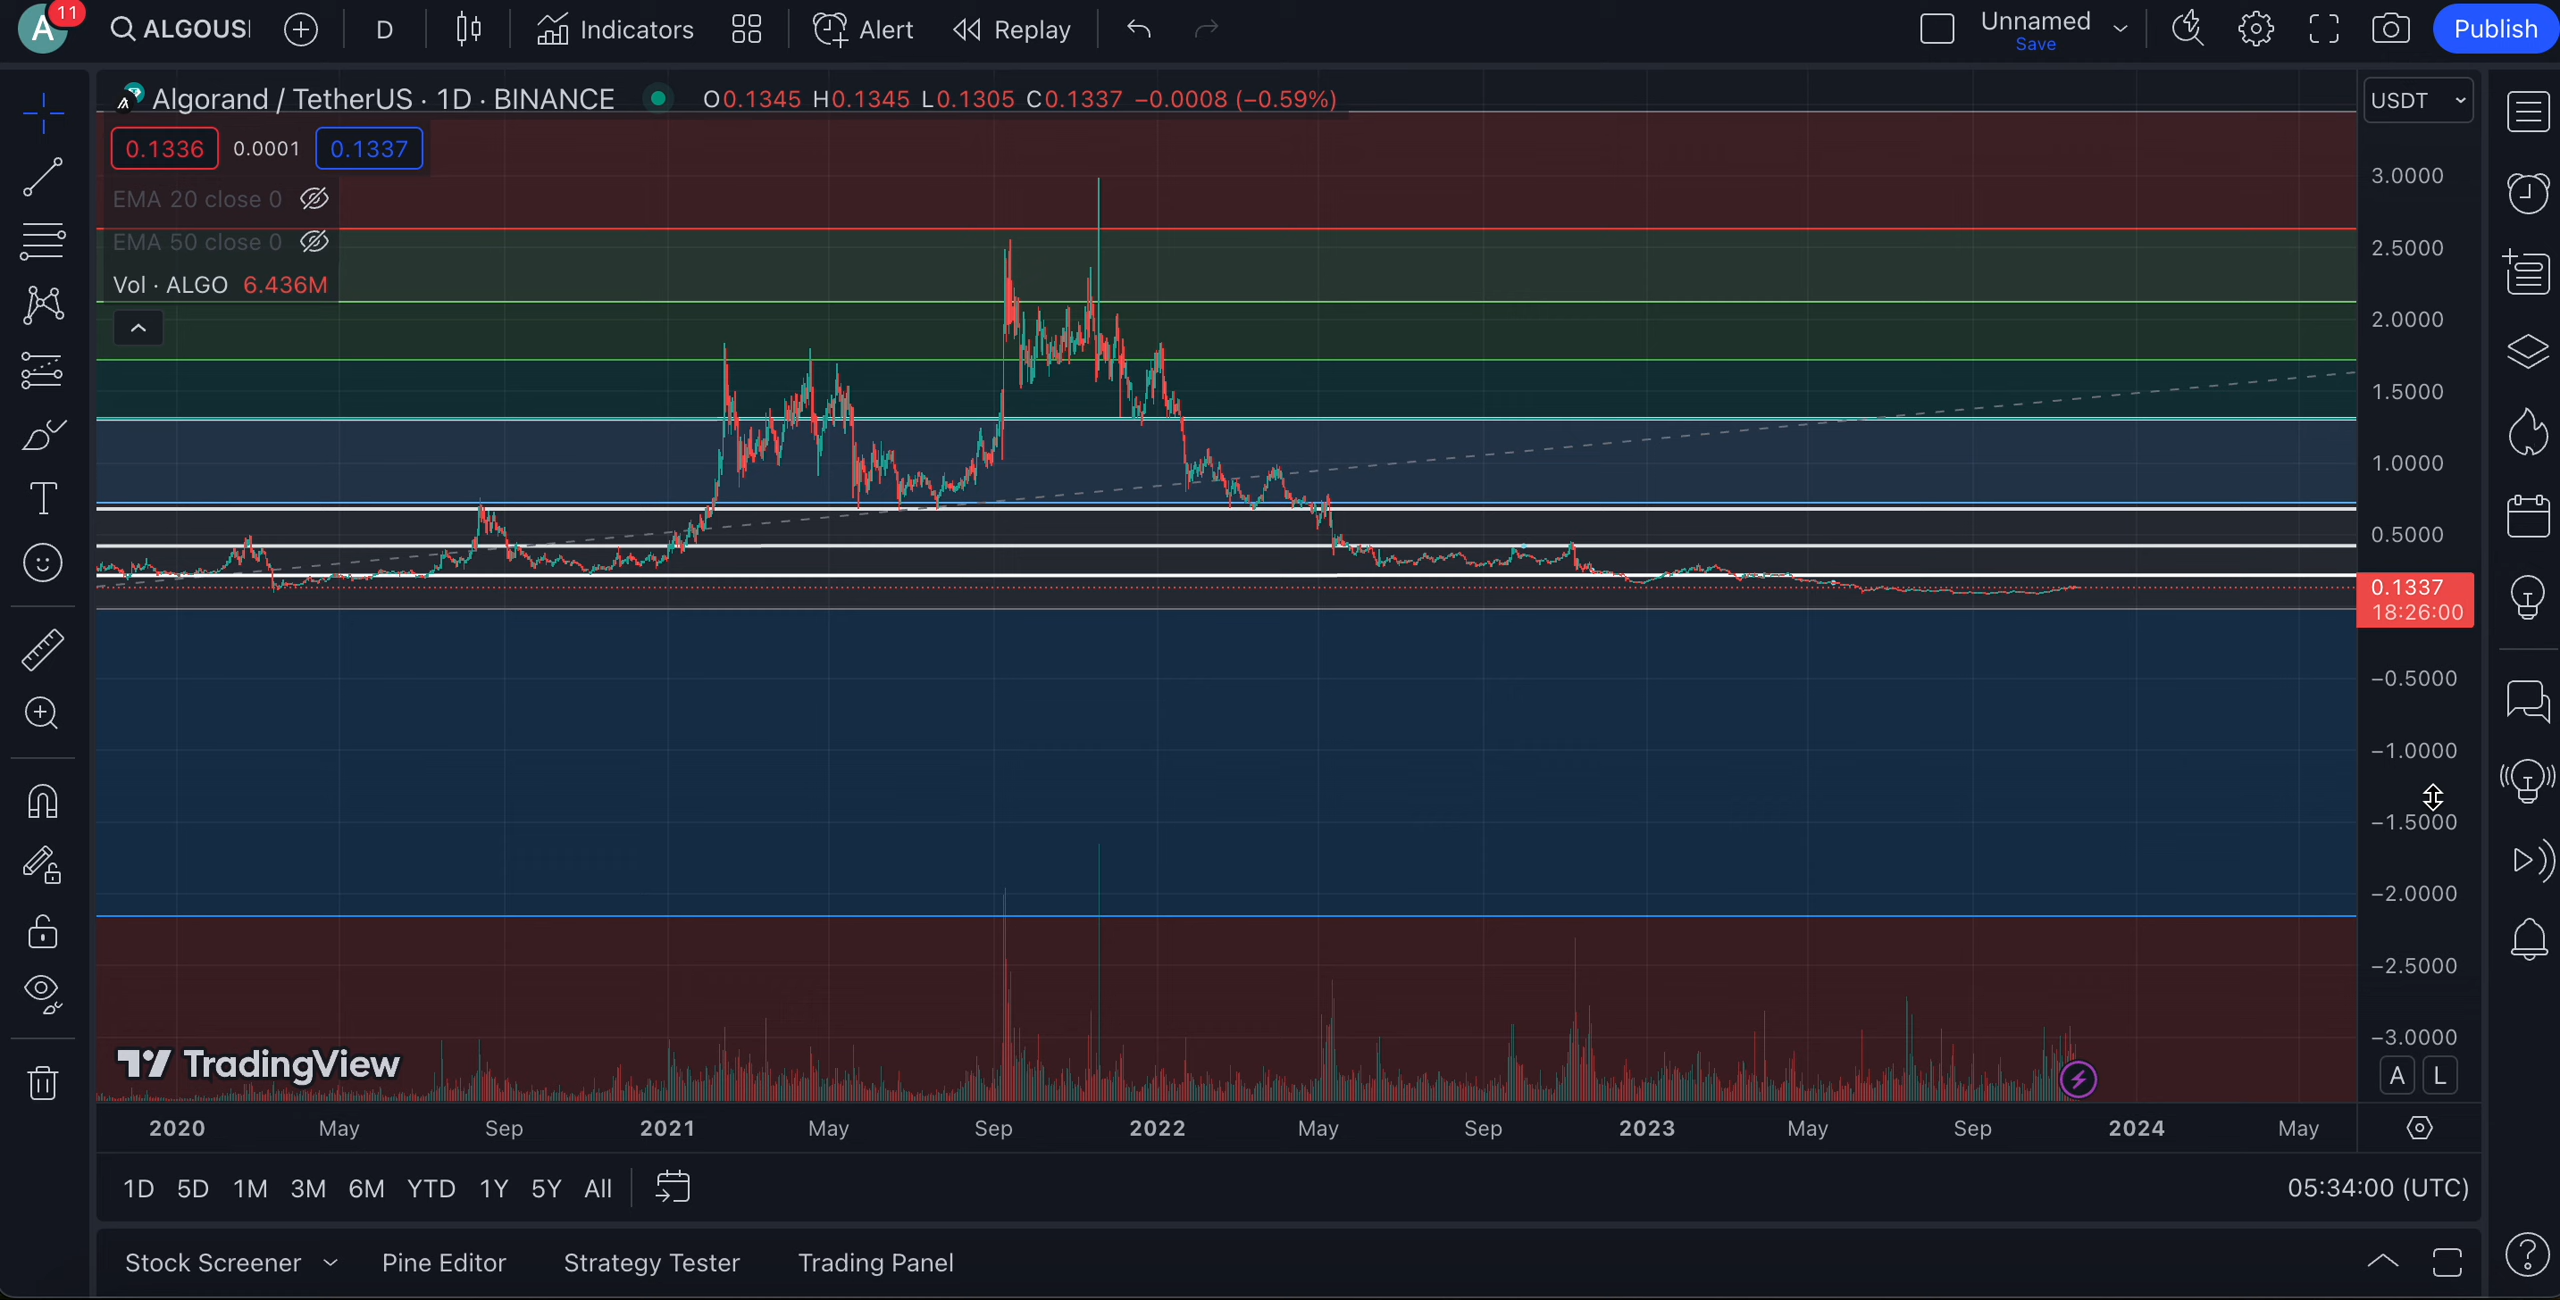 A 11 ALGOUS D Indicators Alert Replay Unnamed Save Publish
Algorand / TetherUS · 1D · BINANCE O0.1345 H0.1345 L0.1305 C0.1337 −0.0008 (−0.59%)
USDT
0.1336 0.0001 0.1337
EMA 20 close 0
EMA 50 close 0
Vol · ALGO 6.436M
3.0000
2.5000
2.0000
1.5000
1.0000
0.5000
0.1337
18:26:00
−0.5000
−1.0000
−1.5000
−2.0000
−2.5000
−3.0000
TradingView
A L
2020 May Sep 2021 May Sep 2022 May Sep 2023 May Sep 2024 May
1D 5D 1M 3M 6M YTD 1Y 5Y All
05:34:00 (UTC)
Stock Screener Pine Editor Strategy Tester Trading Panel